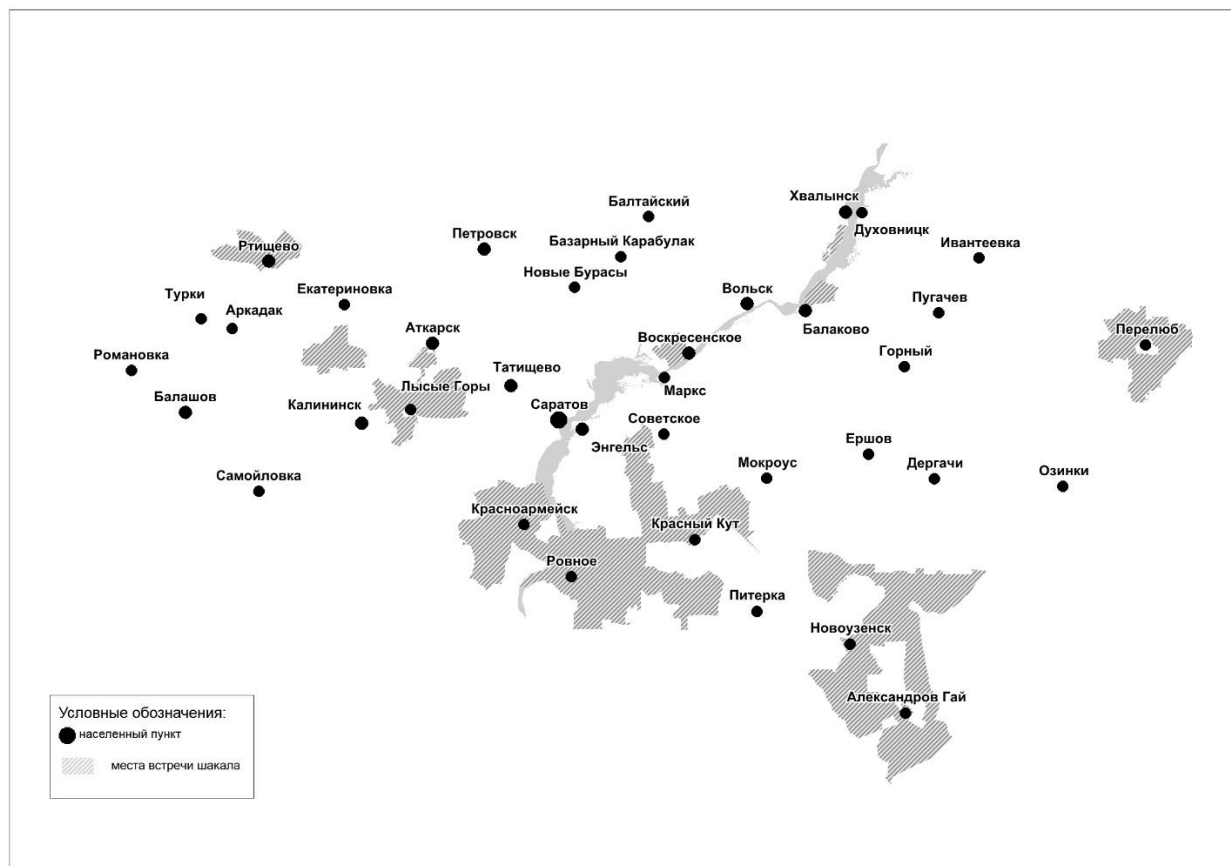 Балтайский
Хвалынск
Духовницк
Ртищево
Петровск
Базарный Карабулак
Ивантеевка
Новые Бурасы
Екатериновка
Вольск
Турки
Аркадак
Пугачев
Балаково
Аткарск
Воскресенское
Перелюб
Романовка
Татищево
Горный
Маркс
Лысые Горы
Балашов
Калининск
Саратов
Советское
Энгельс
Ершов
Мокроус
Дергачи
Озинки
Самойловка
Красноармейск
Красный Кут
Ровное
Питерка
Новоузенск
Александров Гай
Условные обозначения:
населенный пункт
места встречи шакала